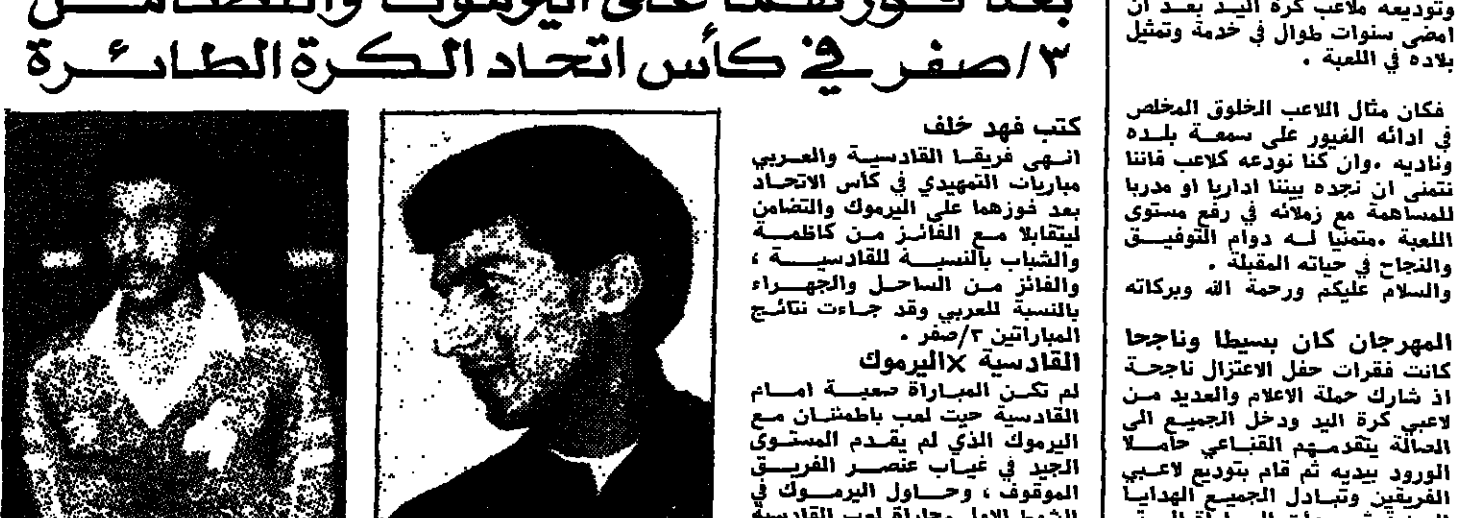 بعد فوزهما على اليرموك والتضامن
٣/صفر في كأس اتحاد الكرة الطائرة
وتوديعه ملاعب كرة اليد بعد ان
امضى سنوات طوال في خدمة وتمثيل
بلاده في اللعبة .
فكان مثال اللاعب الخلوق المخلص
في ادائه الغيور على سمعة بلده
وناديه .وان كنا نودعه كلاعب فاننا
نتمنى ان نجده بيننا اداريا او مدربا
للمساهمة مع زملائه في رفع مستوى
اللعبة .متمنيا له دوام التوفيق
والنجاح في حياته المقبلة .
والسلام عليكم ورحمة الله وبركاته
المهرجان كان بسيطا وناجحا
كانت فقرات حفل الاعتزال ناجحة
اذ شارك حملة الاعلام والعديد من
لاعبي كرة اليد ودخل الجميع الى
الصالة يتقدمهم القناعي حاملا
الورود بيديه ثم قام بتوديع لاعبي
الفريقين وتبادل الجميع الهدايا
كتب فهد خلف
انهى فريقا القادسية والعربي
مباريات التمهيدي في كأس الاتحاد
بعد فوزهما على اليرموك والتضامن
ليتقابلا مع الفائز من كاظمة
والشباب بالنسبة للقادسية ،
والفائز من الساحل والجهراء
بالنسبة للعربي وقد جاءت نتائج
المباراتين ٣/صفر .
القادسية ×اليرموك
لم تكن المباراة صعبة امام
القادسية حيث لعب باطمئنان مع
اليرموك الذي لم يقدم المستوى
الجيد في غياب عنصر الفريق
الموقوف ، وحاول اليرموك في
الشوط الاول مجاراة لعب القادسية